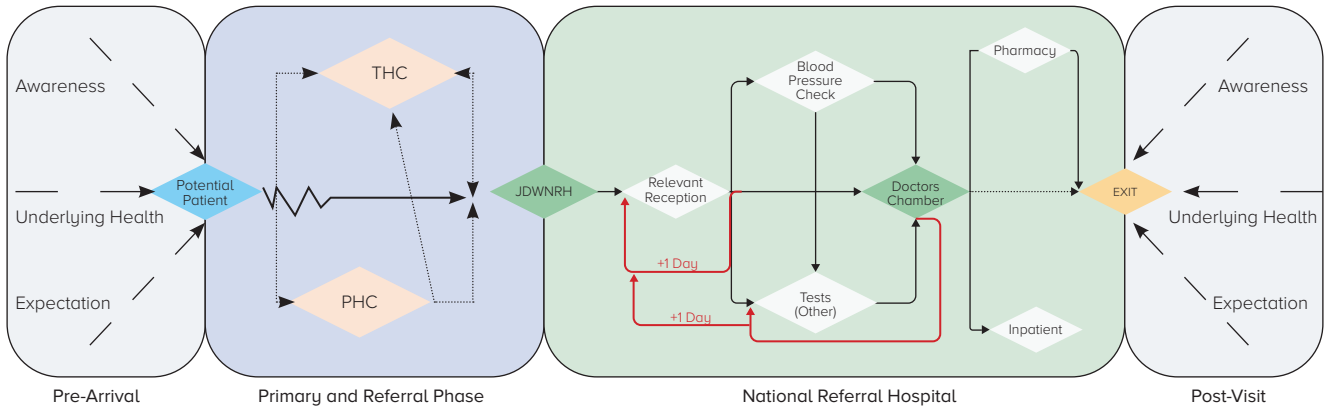 Awareness
Underlying Health
Expectation
Potential
Patient
THC
PHC
JDWNRH
Relevant
Reception
+1 Day
+1 Day
Blood
Pressure
Check
Tests
(Other)
Doctors
Chamber
Pharmacy
Inpatient
EXIT
Awareness
Underlying Health
Expectation
Pre-Arrival
Primary and Referral Phase
National Referral Hospital
Post-Visit